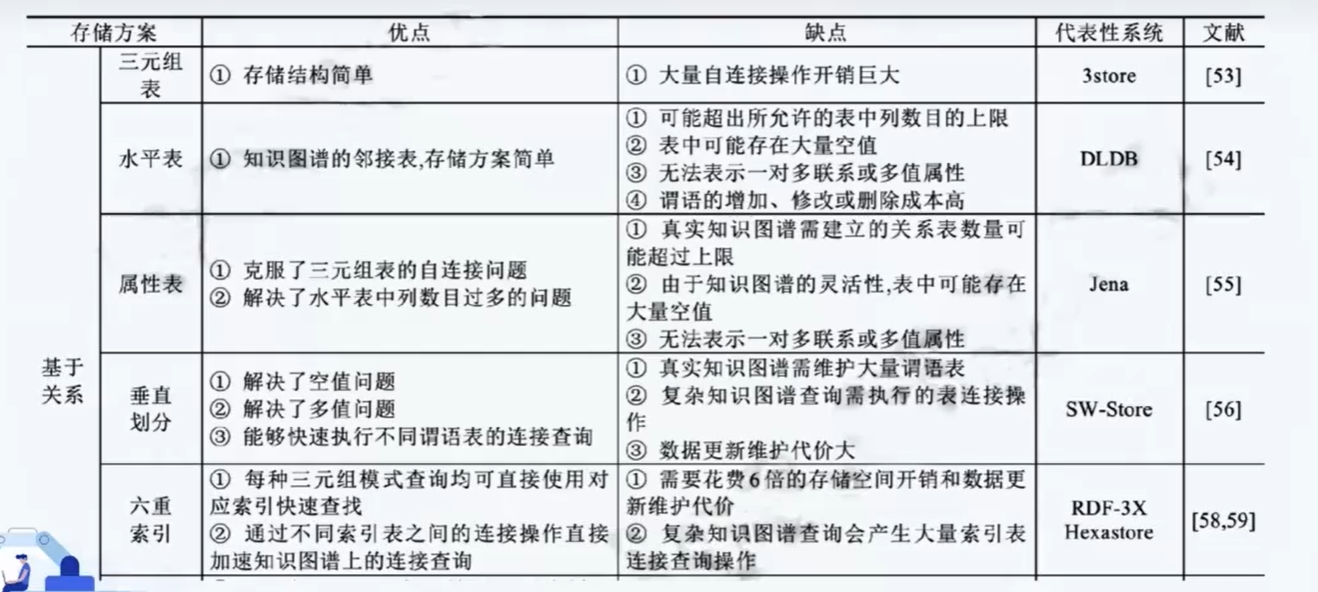 存储方案 优点 缺点 代表性系统 文献
基于
关系
三元组
表
① 存储结构简单
① 大量自连接操作开销巨大
3store
[53]
水平表
① 知识图谱的邻接表,存储方案简单
① 可能超出所允许的表中列数目的上限
② 表中可能存在大量空值
③ 无法表示一对多联系或多值属性
④ 谓语的增加、修改或删除成本高
DLDB
[54]
属性表
① 克服了三元组表的自连接问题
② 解决了水平表中列数目过多的问题
① 真实知识图谱需建立的关系表数量可
能超过上限
② 由于知识图谱的灵活性,表中可能存在
大量空值
③ 无法表示一对多联系或多值属性
Jena
[55]
垂直
划分
① 解决了空值问题
② 解决了多值问题
③ 能够快速执行不同谓语表的连接查询
① 真实知识图谱需维护大量谓语表
② 复杂知识图谱查询需执行的表连接操
作
③ 数据更新维护代价大
SW-Store
[56]
六重
索引
① 每种三元组模式查询均可直接使用对
应索引快速查找
② 通过不同索引表之间的连接操作直接
加速知识图谱上的连接查询
① 需要花费6倍的存储空间开销和数据更
新维护代价
② 复杂知识图谱查询会产生大量索引表
连接查询操作
RDF-3X
Hexastore
[58,59]